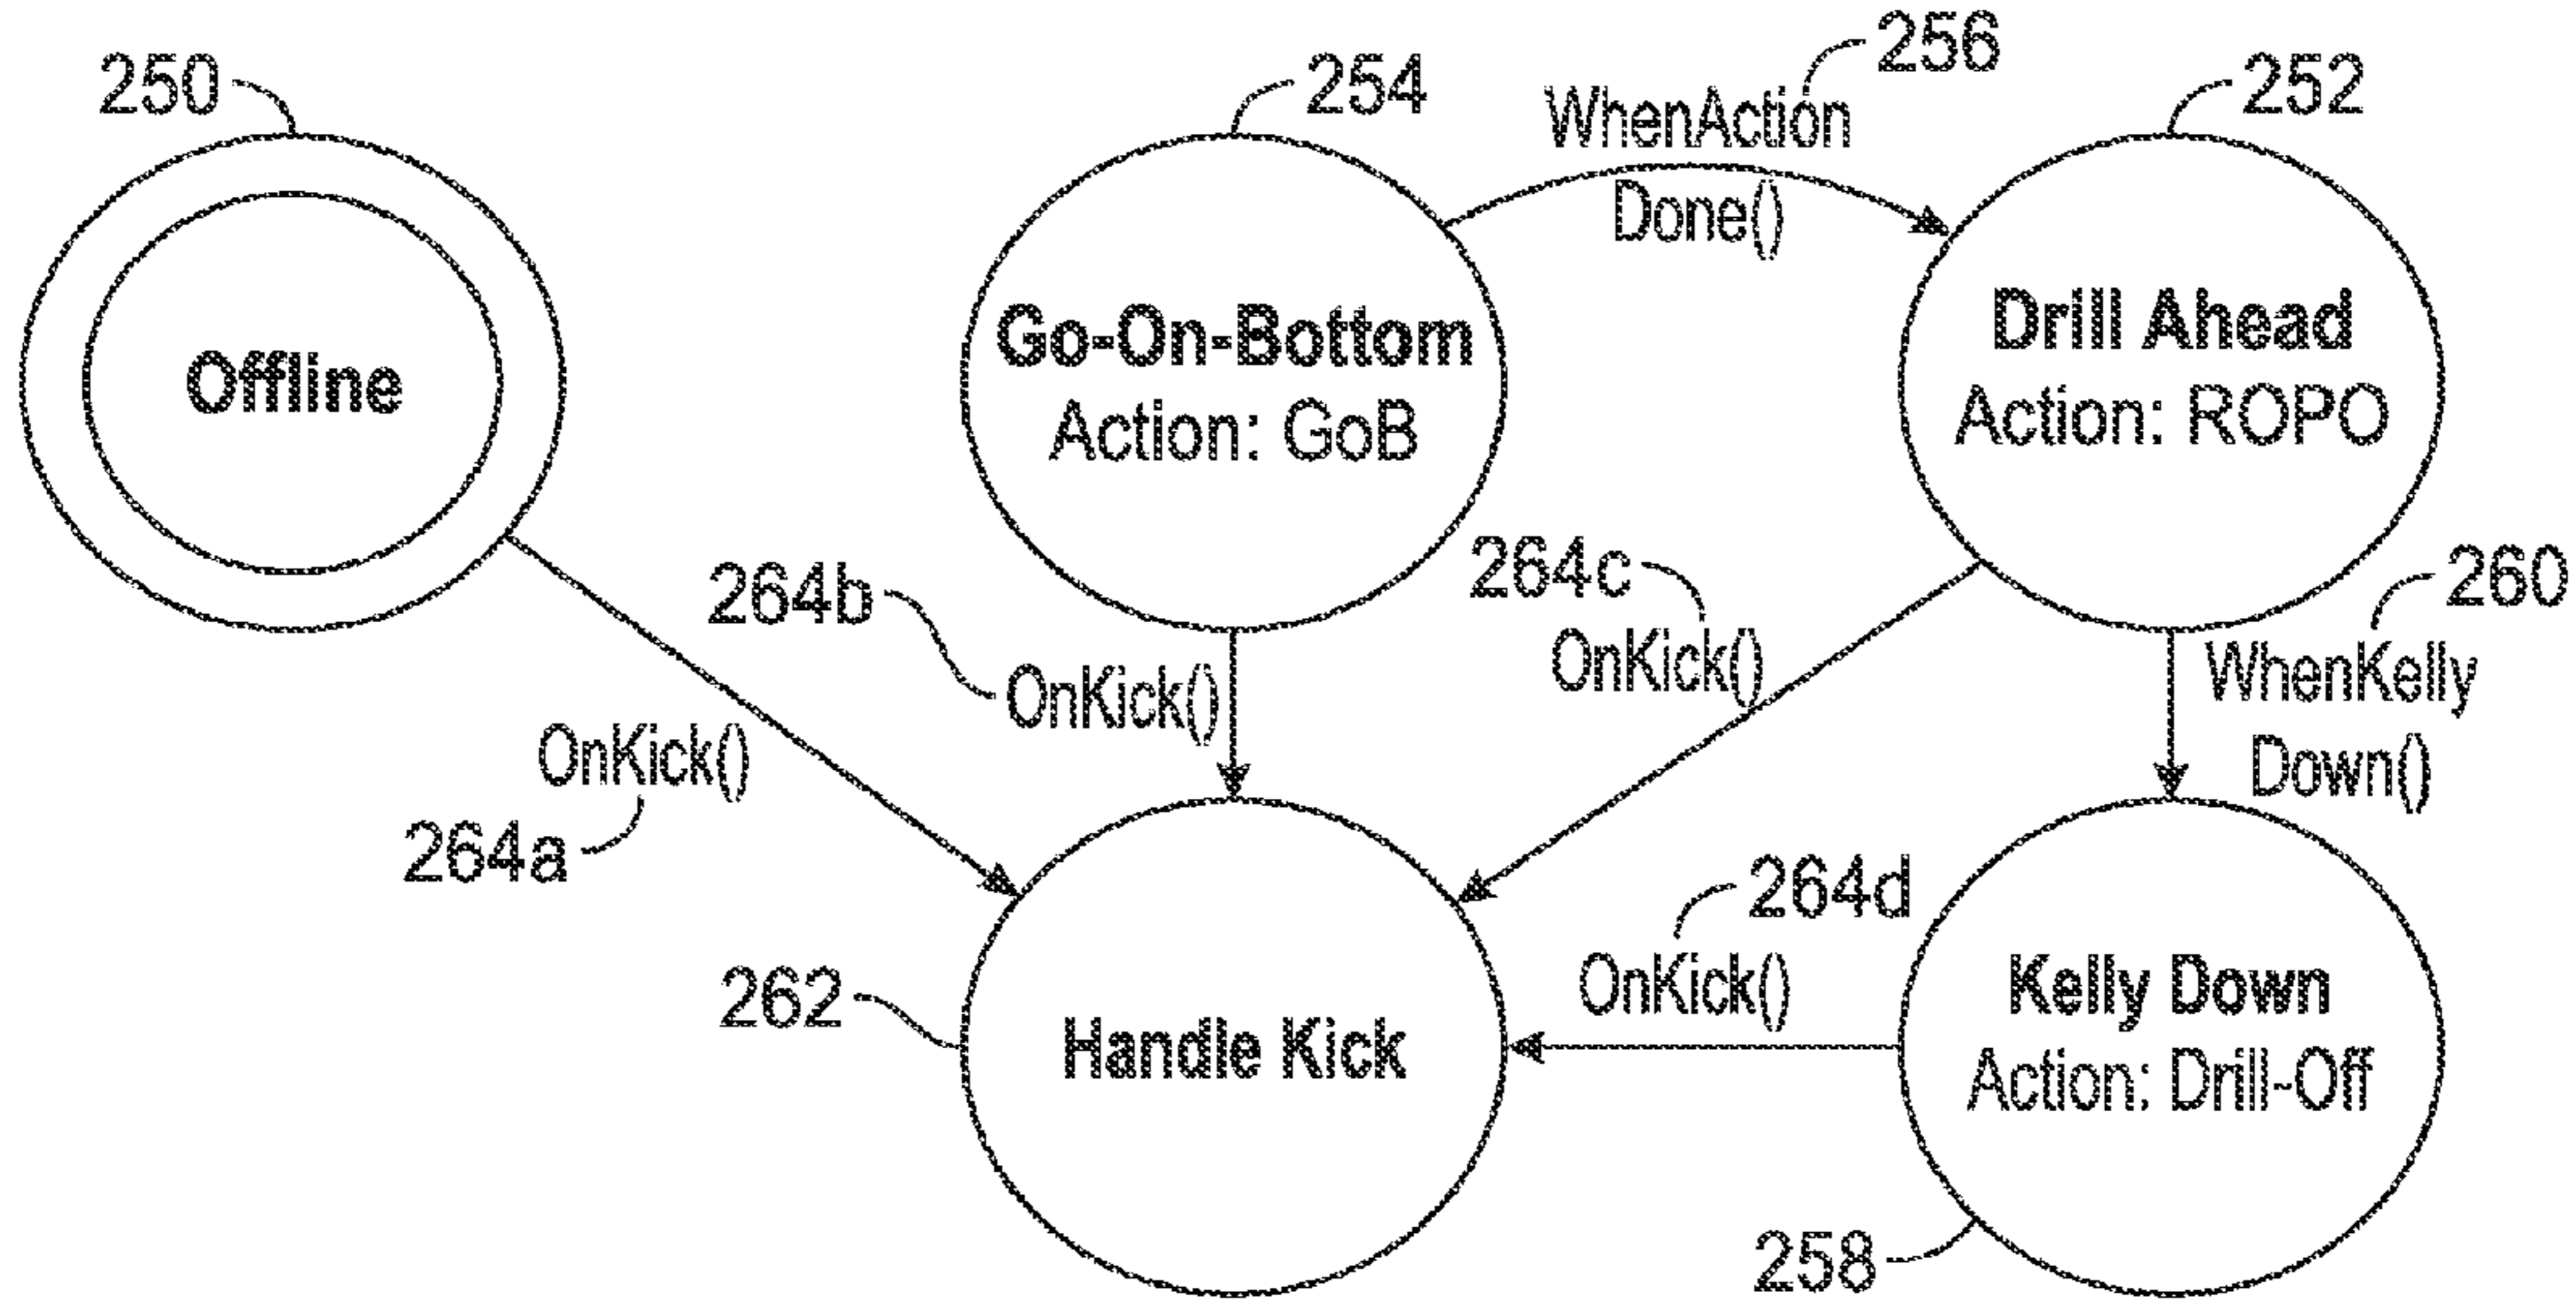 250
254
256
252
WhenAction
Done()
Offline
Go-On-Bottom
Action: GoB
Drill Ahead
Action: ROPO
264b
OnKick()
264c
OnKick()
260
WhenKelly
Down()
OnKick()
264a
264d
OnKick()
262
Handle Kick
Kelly Down
Action: Drill-Off
258